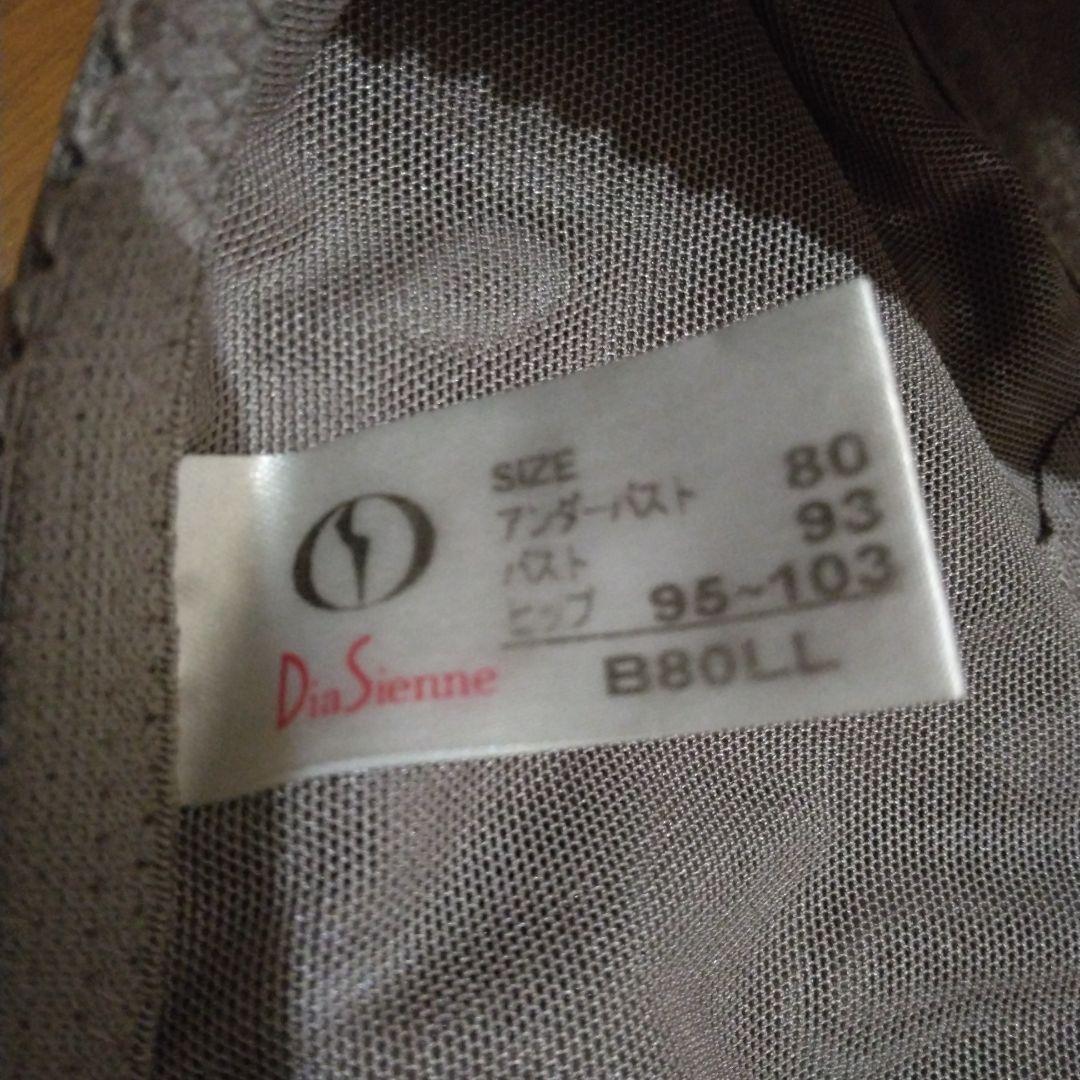 SIZE
アンダーバスト 80
バスト 93
ヒップ 95~103
B80LL
DiaSienne